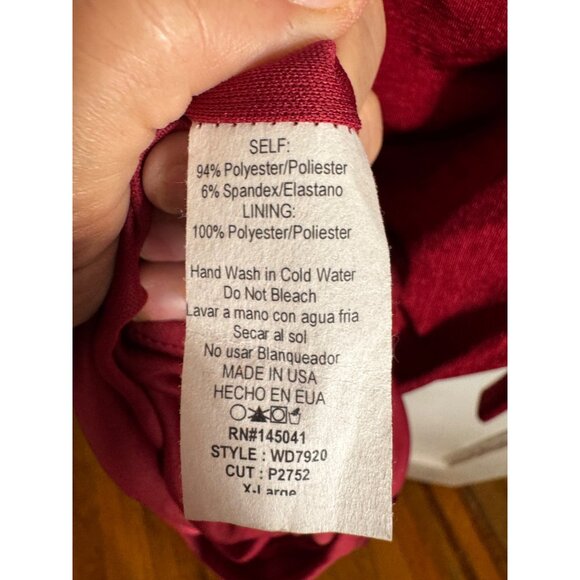 SELF:
94% Polyester/Poliester
6% Spandex/Elastano
LINING:
100% Polyester/Poliester
Hand Wash in Cold Water
Do Not Bleach
Lavar a mano con agua fria
Secar al sol
No usar Blanqueador
MADE IN USA
HECHO EN EUA
RN#145041
STYLE : WD7920
CUT : P2752
X-Large